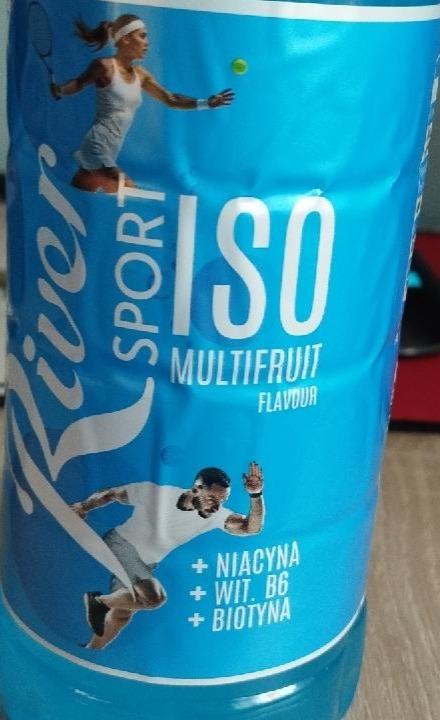 River
SPORT
ISO
MULTIFRUIT
FLAVOUR
+ NIACYNA
+ WIT. B6
+ BIOTYNA